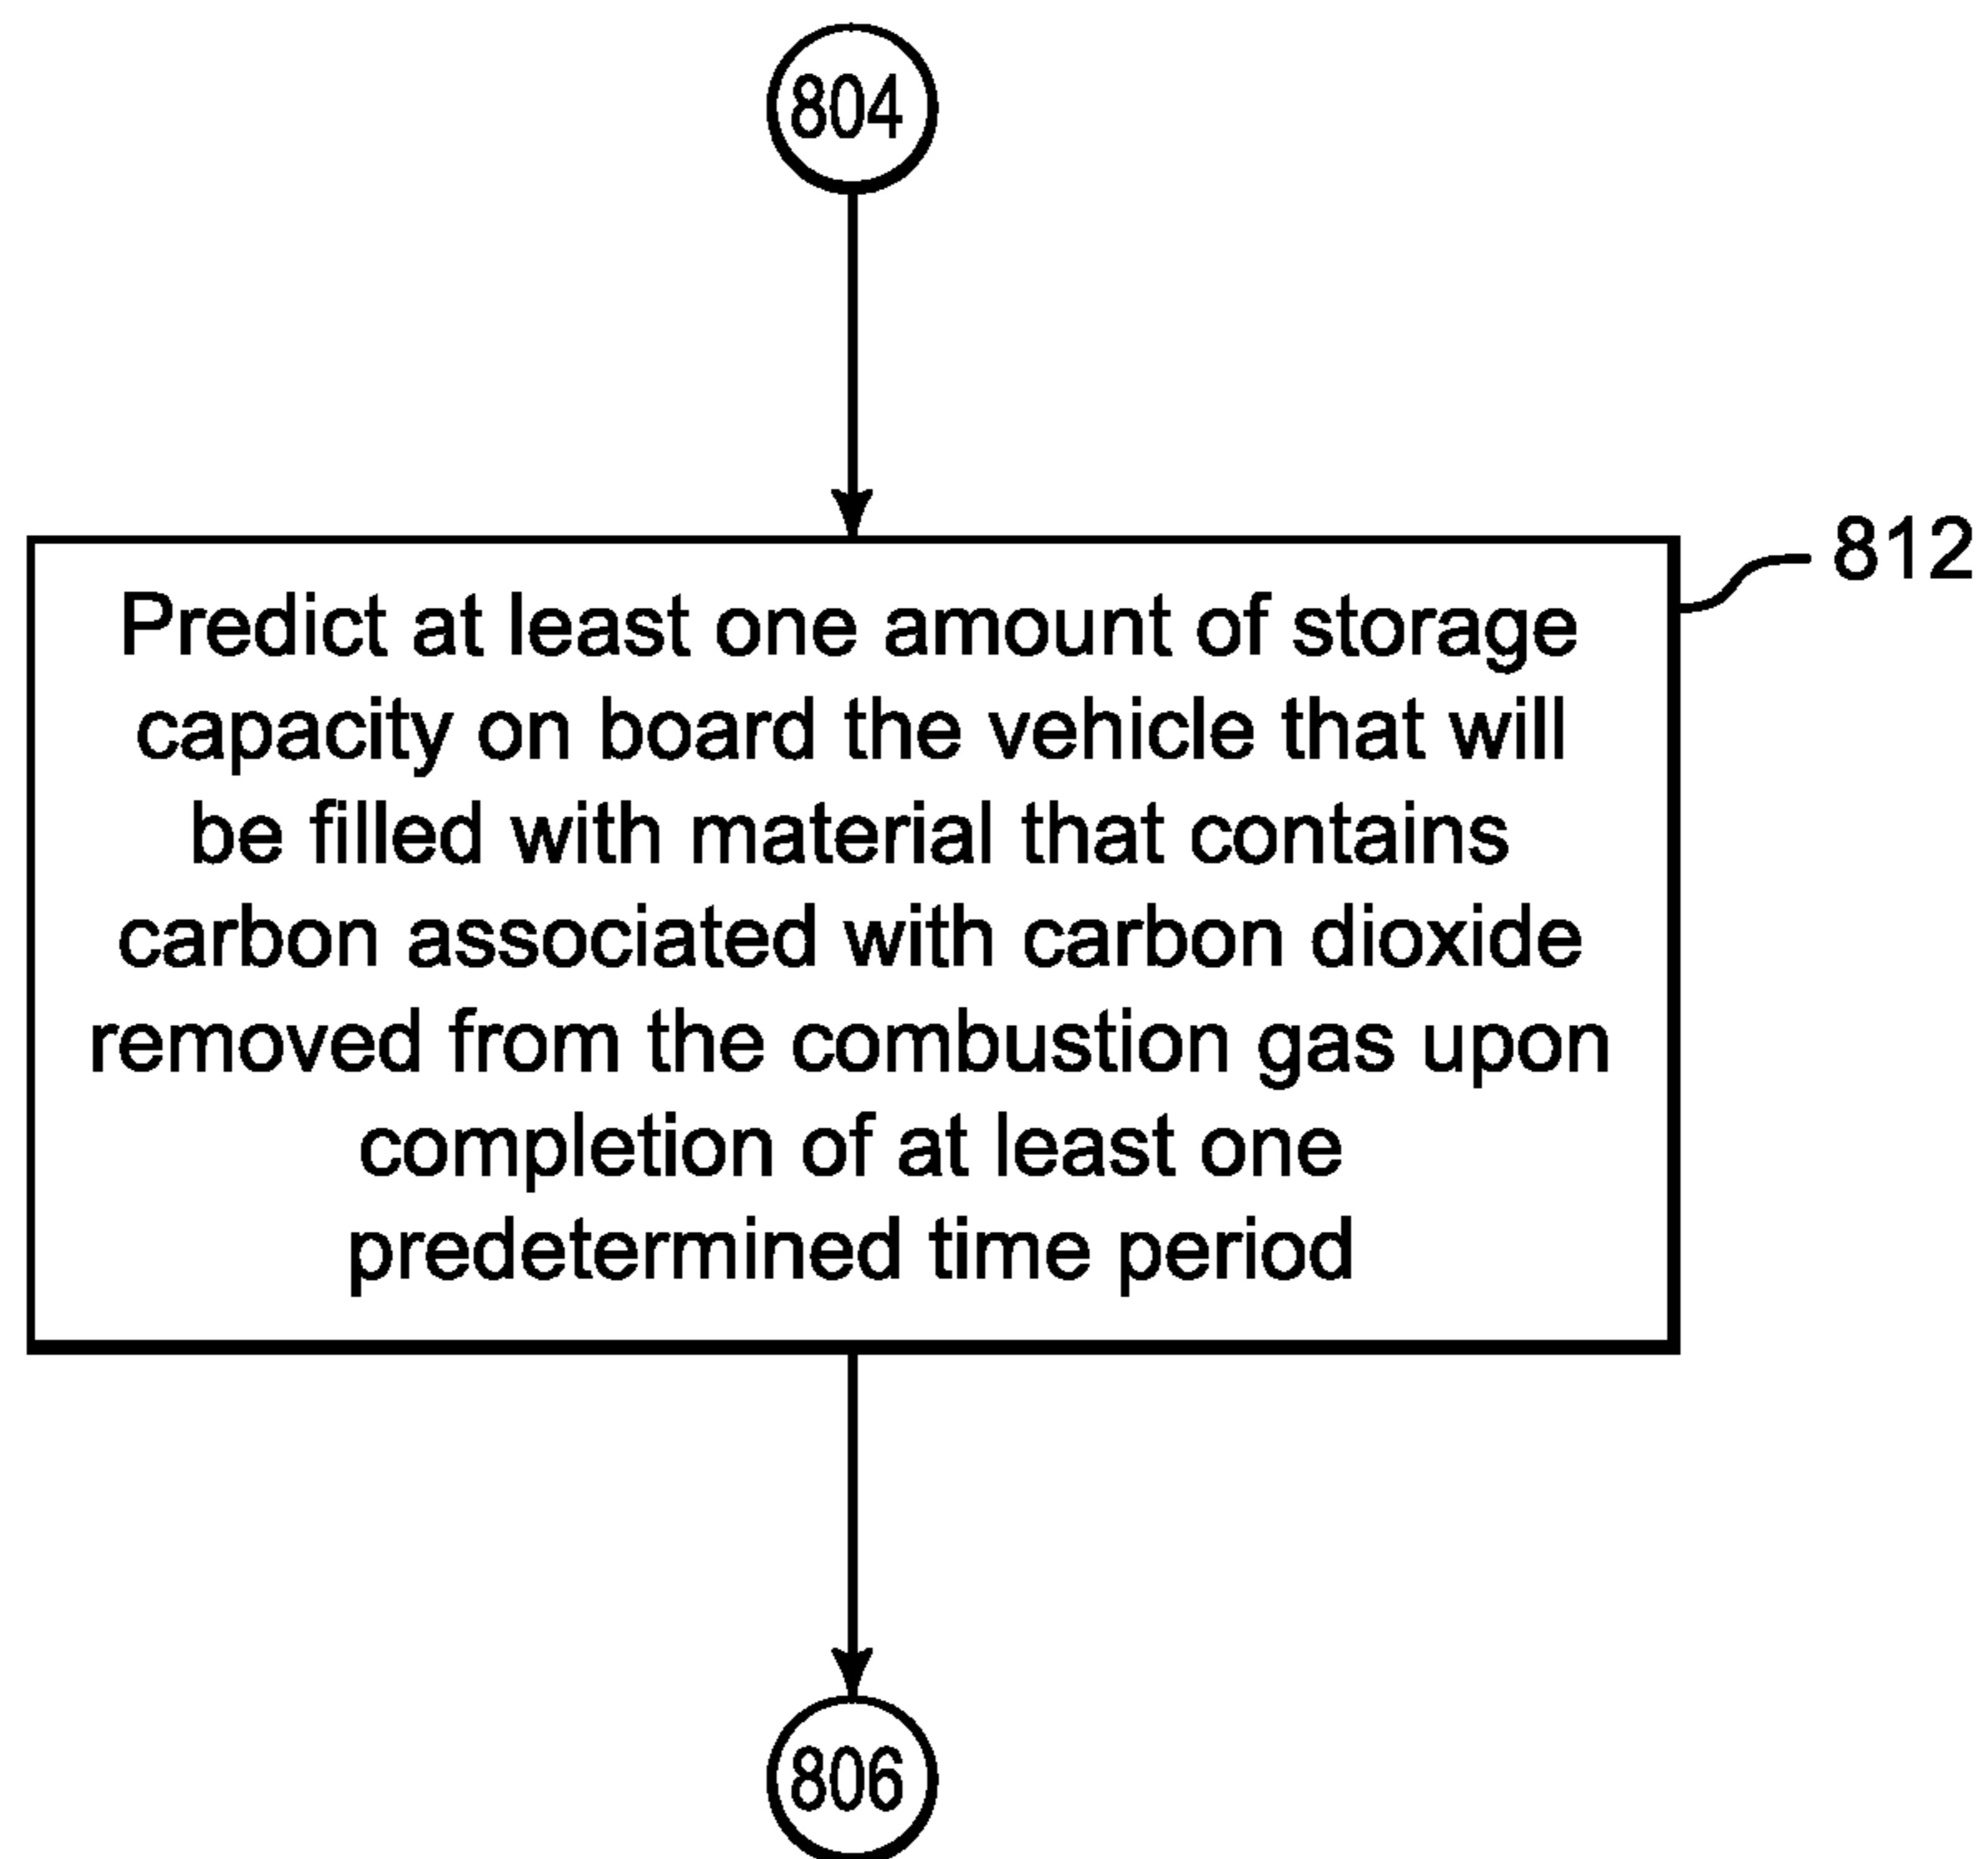 804
812
Predict at least one amount of storage
capacity on board the vehicle that will
be filled with material that contains
carbon associated with carbon dioxide
removed from the combustion gas upon
completion of at least one
predetermined time period
806